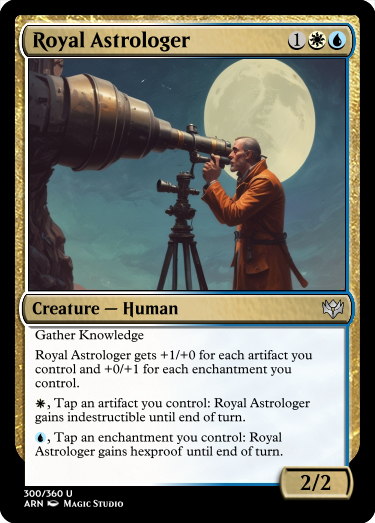 Royal Astrologer 1
Creature — Human
Gather Knowledge
Royal Astrologer gets +1/+0 for each artifact you
control and +0/+1 for each enchantment you
control.
, Tap an artifact you control: Royal Astrologer
gains indestructible until end of turn.
, Tap an enchantment you control: Royal
Astrologer gains hexproof until end of turn.
2/2
300/360 U
ARN Magic Studio